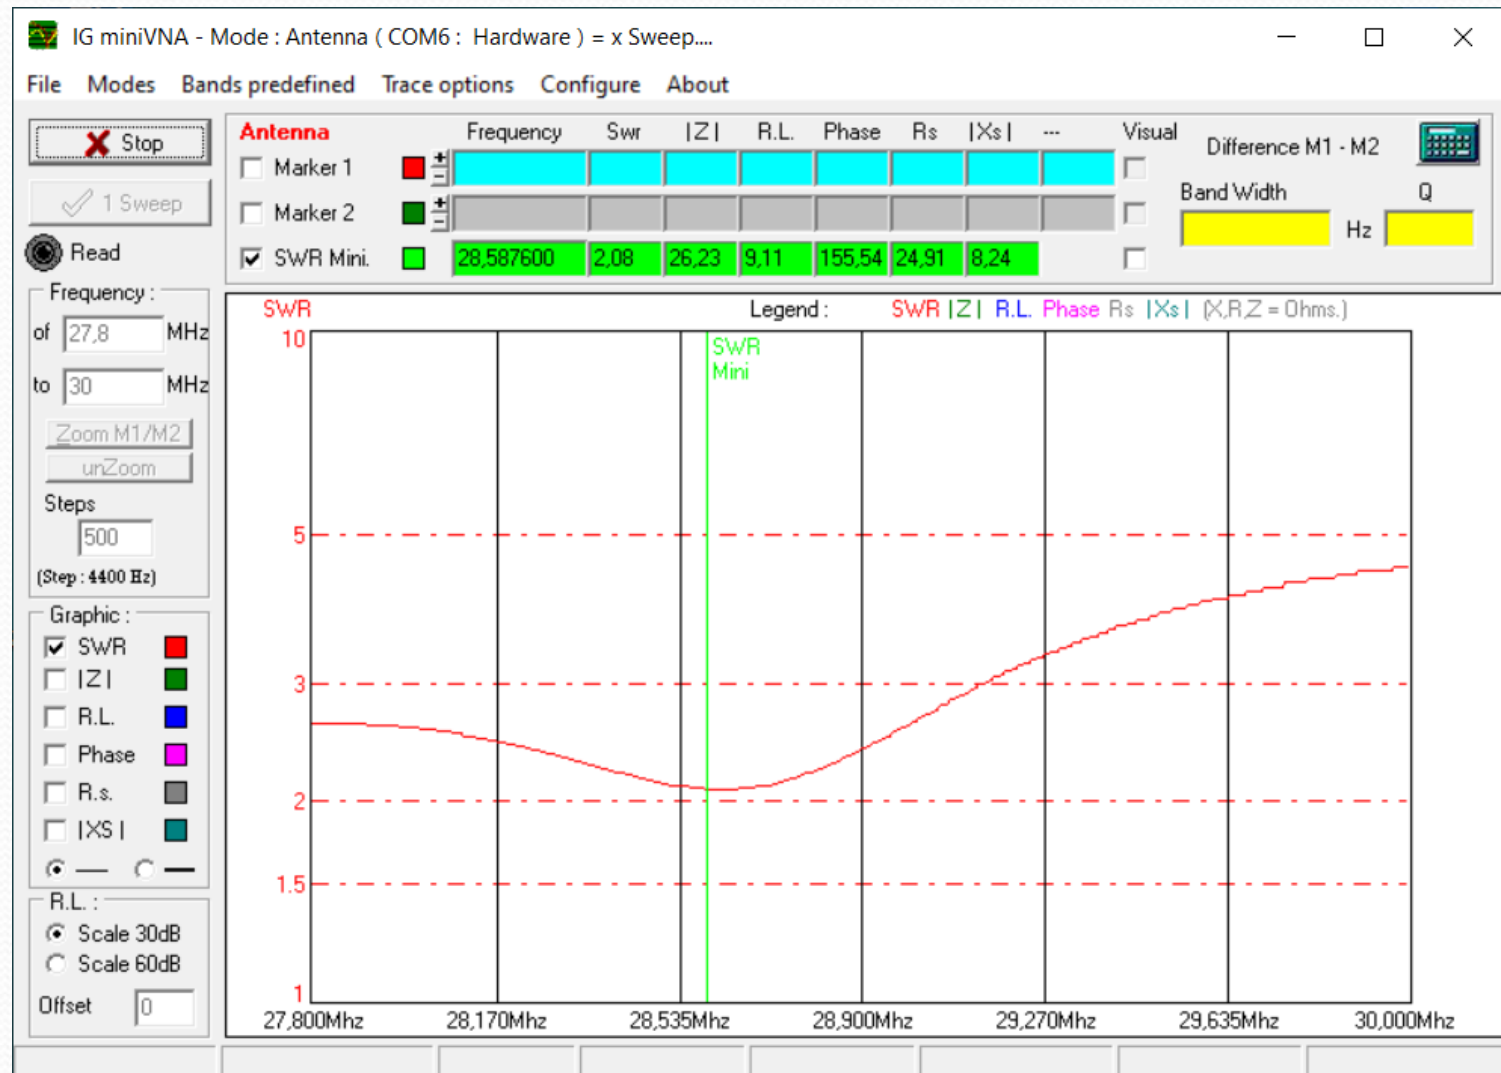 IG miniVNA - Mode : Antenna ( COM6 :  Hardware ) = x Sweep....
File Modes Bands predefined Trace options Configure About
Stop
1 Sweep
Read
Antenna Frequency Swr |Z| R.L. Phase Rs |Xs| --- Visual
Marker 1 + -
Marker 2 + -
SWR Mini. 28,587600 2,08 26,23 9,11 155,54 24,91 8,24
Difference M1 - M2
Band Width Q
Hz
Frequency :
of 27,8 MHz
to 30 MHz
Zoom M1/M2
unZoom
Steps
500
(Step : 4400 Hz)
Graphic :
SWR
|Z|
R.L.
Phase
R.s.
|XS|
R.L. :
Scale 30dB
Scale 60dB
Offset 0
SWR Legend : SWR |Z| R.L. Phase Rs |Xs| (X,R,Z = Ohms.)
SWR
Mini
10
5
3
2
1.5
1
27,800Mhz 28,170Mhz 28,535Mhz 28,900Mhz 29,270Mhz 29,635Mhz 30,000Mhz